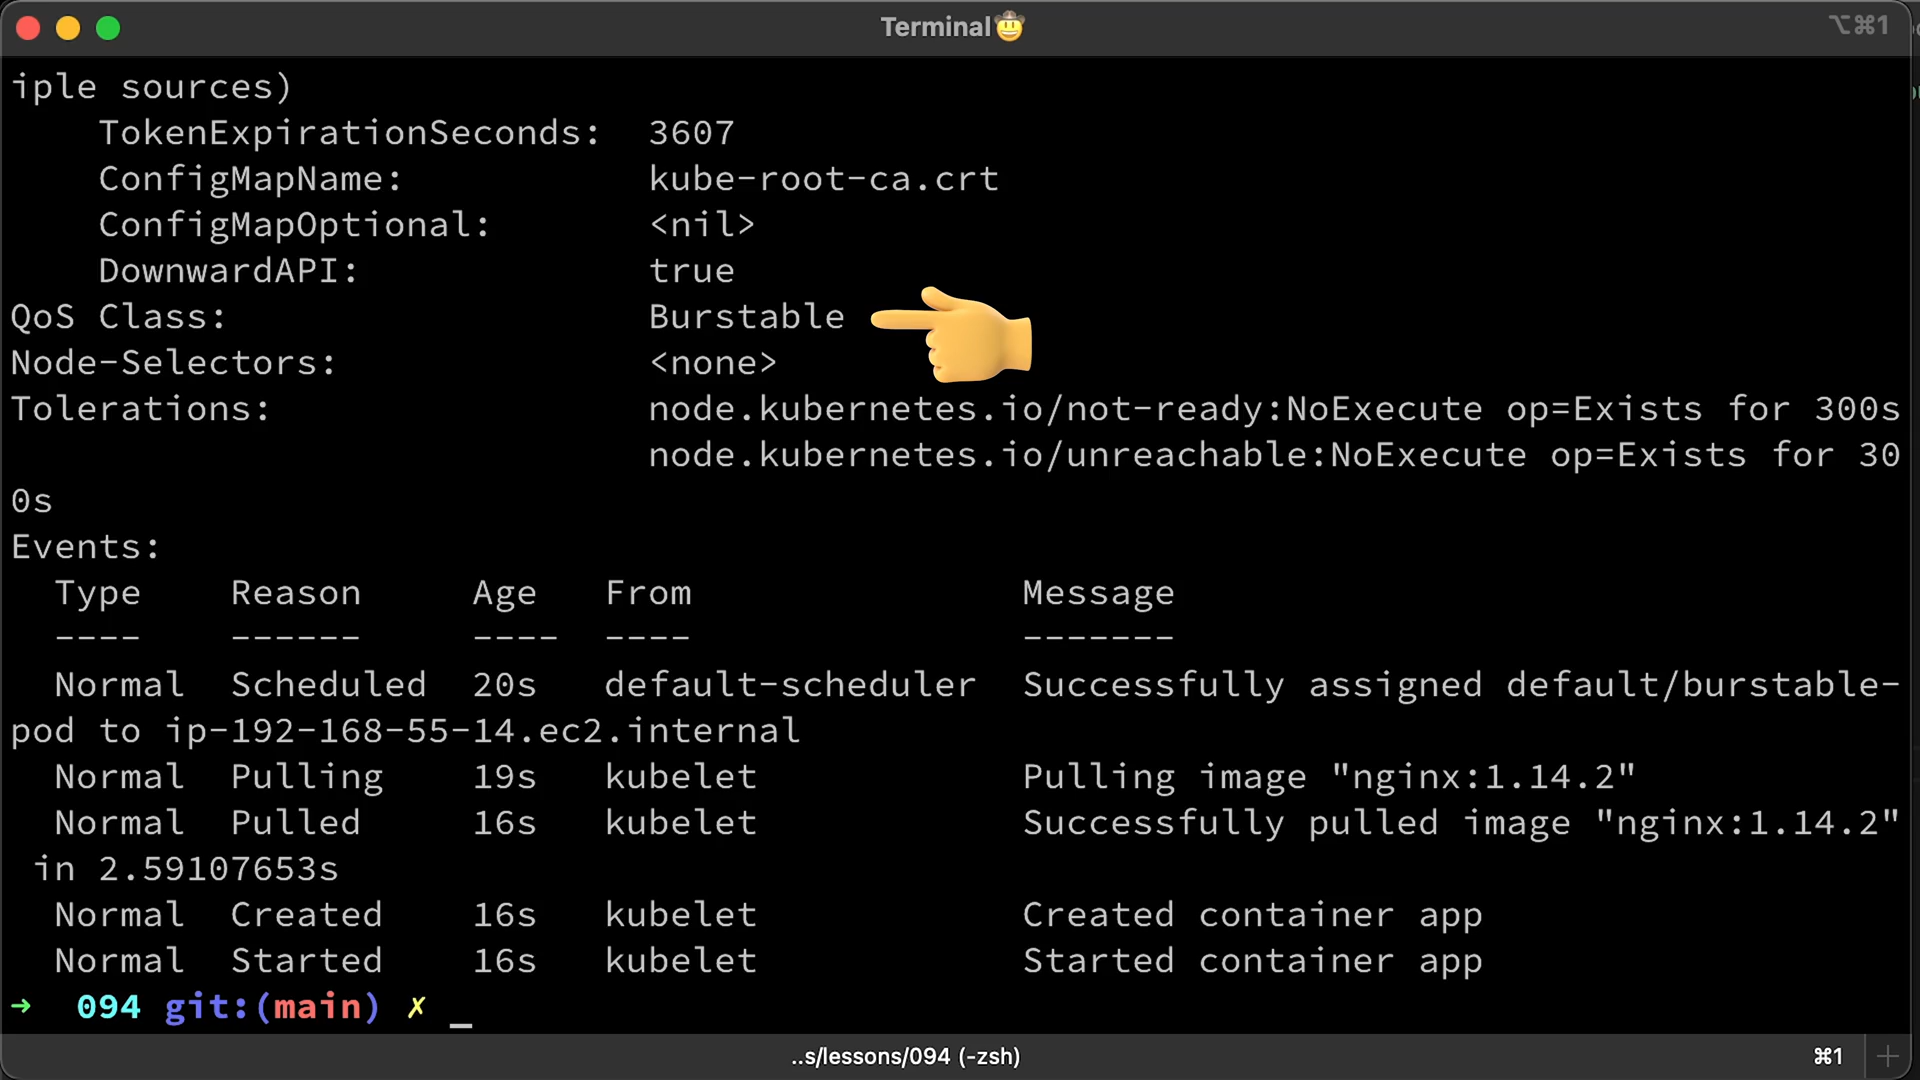 Terminal🤠
⌥⌘1
iple sources)
    TokenExpirationSeconds:  3607
    ConfigMapName:           kube-root-ca.crt
    ConfigMapOptional:       <nil>
    DownwardAPI:             true
QoS Class:                   Burstable
Node-Selectors:              <none>
Tolerations:                 node.kubernetes.io/not-ready:NoExecute op=Exists for 300s
                             node.kubernetes.io/unreachable:NoExecute op=Exists for 30
0s
Events:
  Type    Reason     Age   From               Message
  ----    ------     ----  ----               -------
  Normal  Scheduled  20s   default-scheduler  Successfully assigned default/burstable-
pod to ip-192-168-55-14.ec2.internal
  Normal  Pulling    19s   kubelet            Pulling image "nginx:1.14.2"
  Normal  Pulled     16s   kubelet            Successfully pulled image "nginx:1.14.2"
 in 2.59107653s
  Normal  Created    16s   kubelet            Created container app
  Normal  Started    16s   kubelet            Started container app
→  094 git:(main) ✗ _
..s/lessons/094 (-zsh)
⌘1